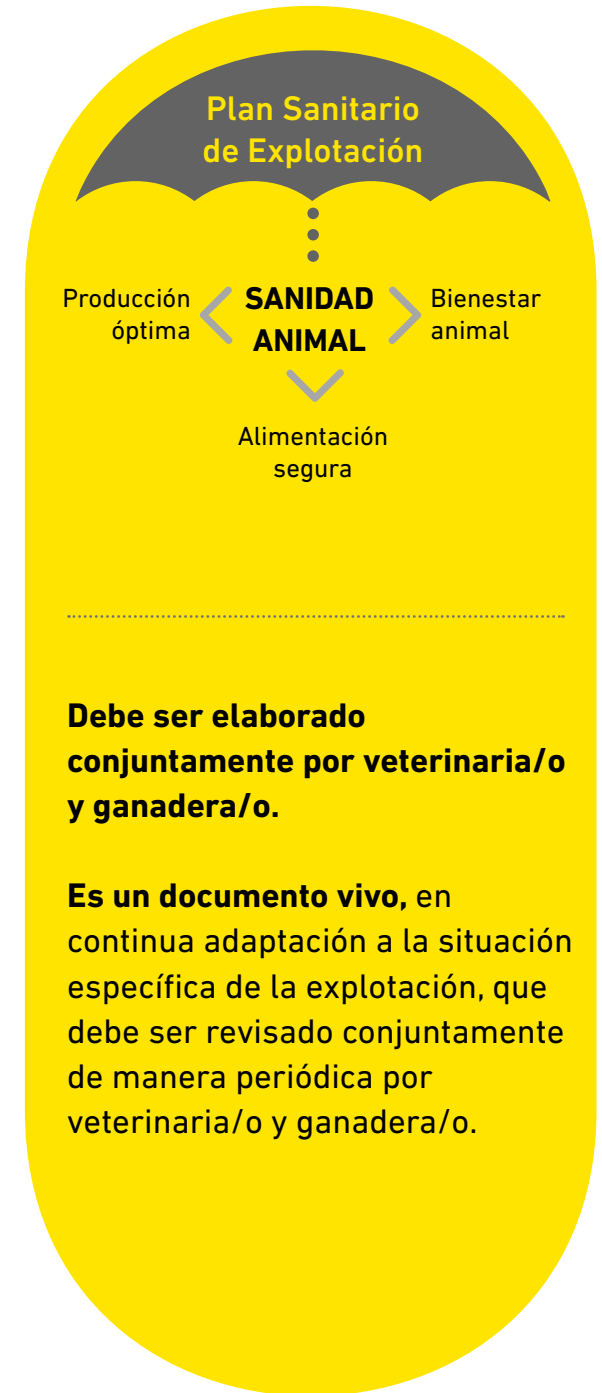 Plan Sanitario
de Explotación
Producción
óptima
SANIDAD
ANIMAL
Bienestar
animal
Alimentación
segura
Debe ser elaborado
conjuntamente por veterinaria/o
y ganadera/o.
Es un documento vivo, en
continua adaptación a la situación
específica de la explotación, que
debe ser revisado conjuntamente
de manera periódica por
veterinaria/o y ganadera/o.